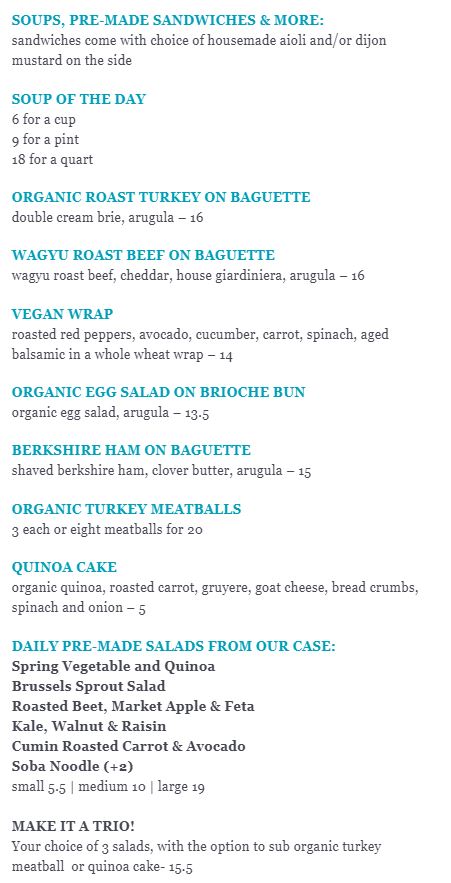 SOUPS, PRE-MADE SANDWICHES & MORE:
sandwiches come with choice of housemade aioli and/or dijon
mustard on the side
SOUP OF THE DAY
6 for a cup
9 for a pint
18 for a quart
ORGANIC ROAST TURKEY ON BAGUETTE
double cream brie, arugula – 16
WAGYU ROAST BEEF ON BAGUETTE
wagyu roast beef, cheddar, house giardiniera, arugula – 16
VEGAN WRAP
roasted red peppers, avocado, cucumber, carrot, spinach, aged
balsamic in a whole wheat wrap – 14
ORGANIC EGG SALAD ON BRIOCHE BUN
organic egg salad, arugula – 13.5
BERKSHIRE HAM ON BAGUETTE
shaved berkshire ham, clover butter, arugula – 15
ORGANIC TURKEY MEATBALLS
3 each or eight meatballs for 20
QUINOA CAKE
organic quinoa, roasted carrot, gruyere, goat cheese, bread crumbs,
spinach and onion – 5
DAILY PRE-MADE SALADS FROM OUR CASE:
Spring Vegetable and Quinoa
Brussels Sprout Salad
Roasted Beet, Market Apple & Feta
Kale, Walnut & Raisin
Cumin Roasted Carrot & Avocado
Soba Noodle (+2)
small 5.5 | medium 10 | large 19
MAKE IT A TRIO!
Your choice of 3 salads, with the option to sub organic turkey
meatball  or quinoa cake- 15.5